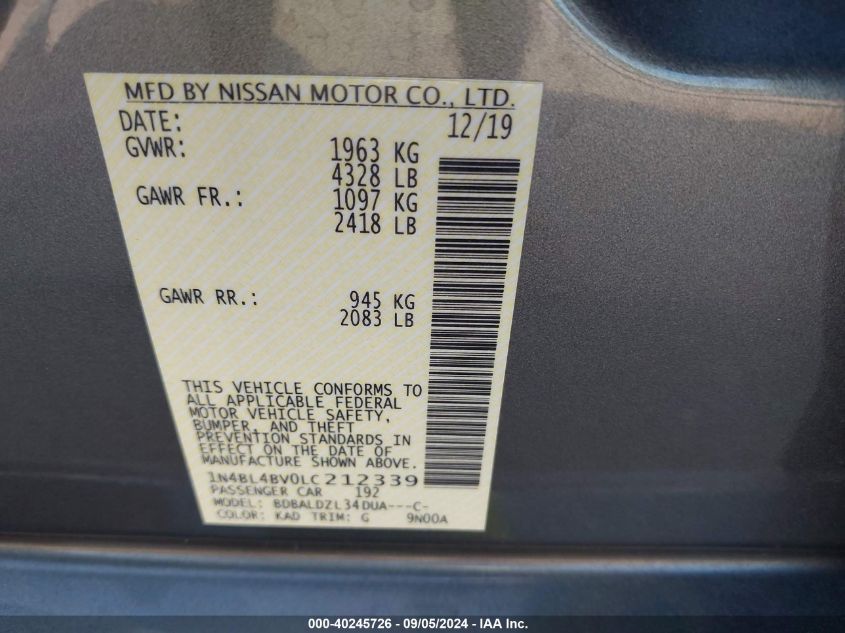 MFD BY NISSAN MOTOR CO., LTD.
DATE: 12/19
GVWR: 1963 KG
4328 LB
GAWR FR.: 1097 KG
2418 LB
GAWR RR.: 945 KG
2083 LB
THIS VEHICLE CONFORMS TO
ALL APPLICABLE FEDERAL
MOTOR VEHICLE SAFETY,
BUMPER, AND THEFT
PREVENTION STANDARDS IN
EFFECT ON THE DATE OF
MANUFACTURE SHOWN ABOVE.
1N4BL4BV0LC212339
PASSENGER CAR 192
MODEL: BDBALDZL34DUA---C-
COLOR: KAD TRIM: G 9N00A
000-40245726 - 09/05/2024 - IAA Inc.